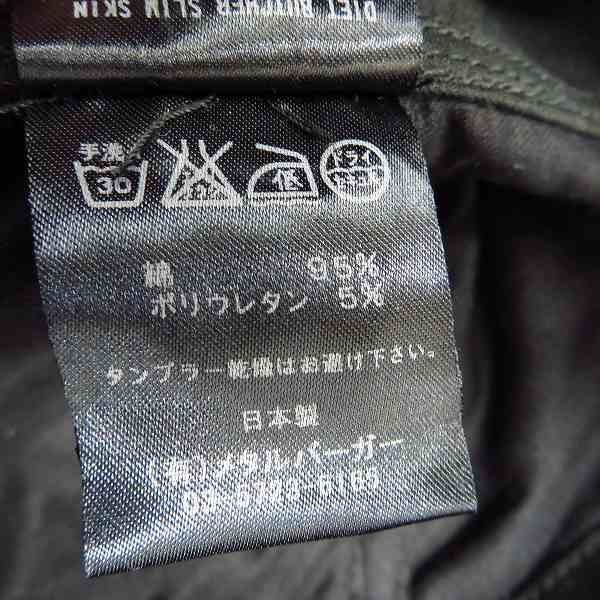 DIET BUTCHER SLIM SKIN
手洗
30
低
ドライ
綿 95%
ポリウレタン 5%
タンブラー乾燥はお避け下さい。
日本製
(有)メタルバーガー
03-5723-6165